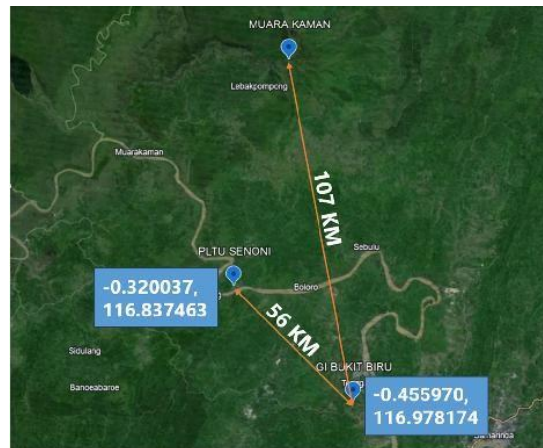 MUARA KAMAN
Lebakpompong
Muarakaman
107 KM
PLTU SENONI
Sebulu
-0.320037,
116.837463
Boloro
56 KM
Sidulang
GI BUKIT BIRU
Banoeabaroe
-0.455970,
116.978174